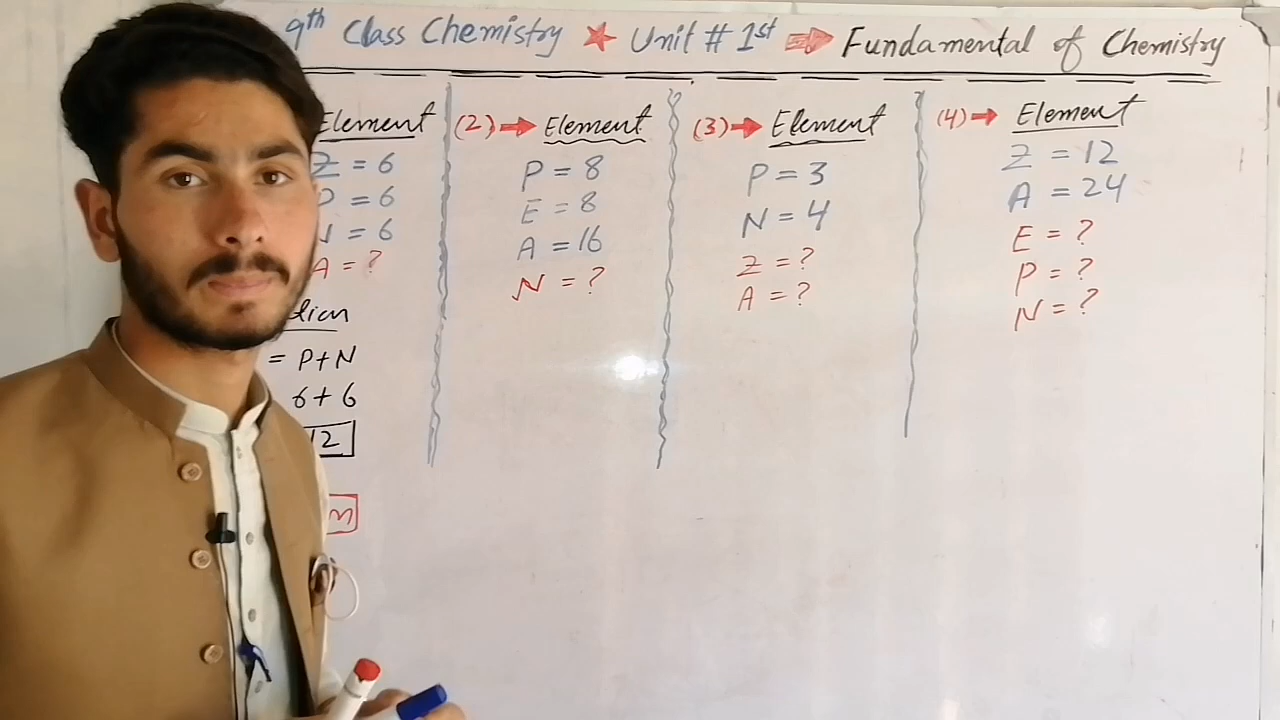 9th Class Chemistry ★ Unit # 1st ⇒ Fundamental of Chemistry
Element
Z = 6
P = 6
N = 6
A = ?
= P+N
6+6
12
(2)→ Element
P = 8
E = 8
A = 16
N = ?
(3)→ Element
P = 3
N = 4
Z = ?
A = ?
(4)→ Element
Z = 12
A = 24
E = ?
P = ?
N = ?